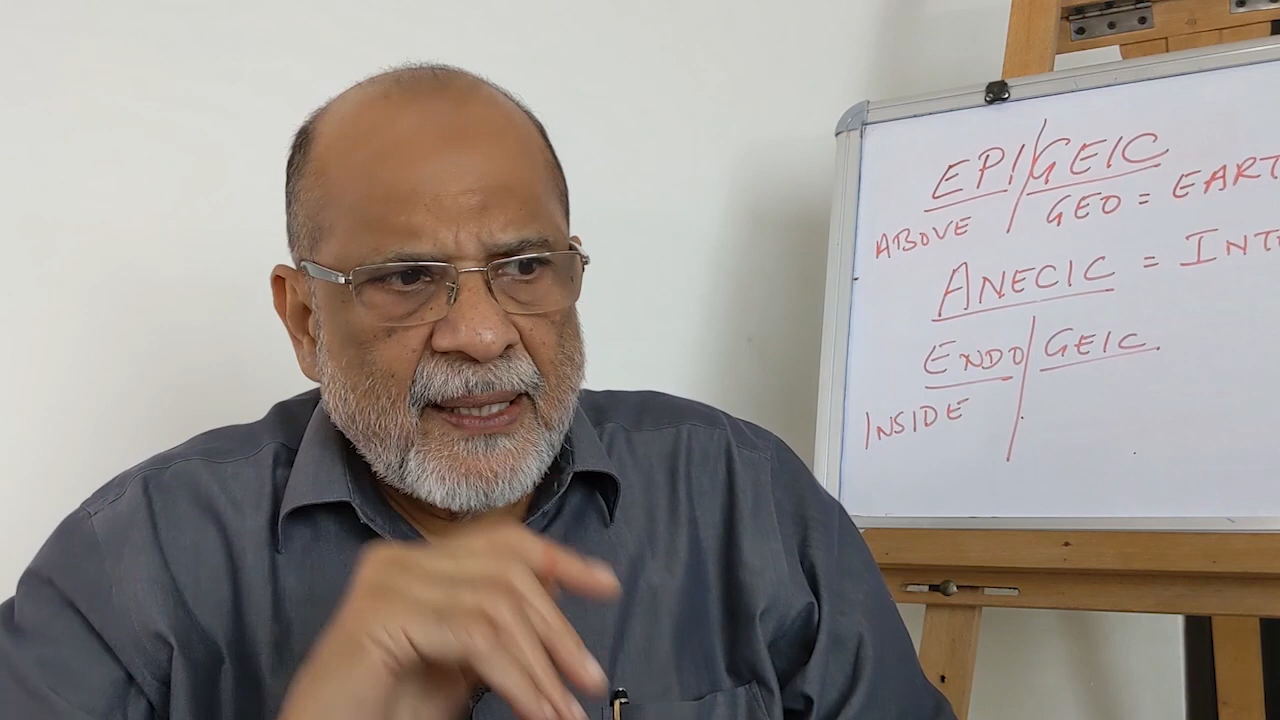 EPI/GEIC
ABOVE GEO = EART
ANECIC = INT
ENDO/GEIC
INSIDE